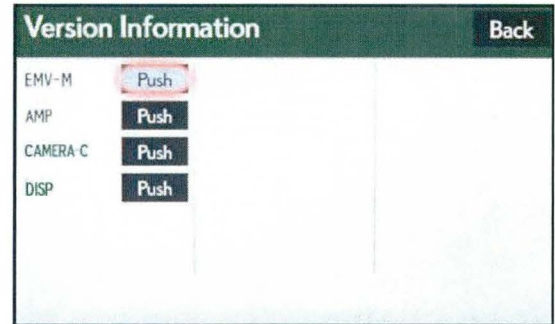 Version Information Back
EMV-M Push
AMP Push
CAMERA-C Push
DISP Push